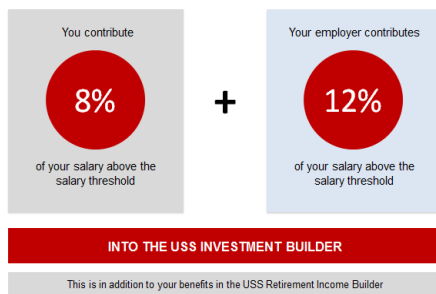 You contribute
8%
of your salary above the
salary threshold
+
Your employer contributes
12%
of your salary above the
salary threshold
INTO THE USS INVESTMENT BUILDER
This is in addition to your benefits in the USS Retirement Income Builder